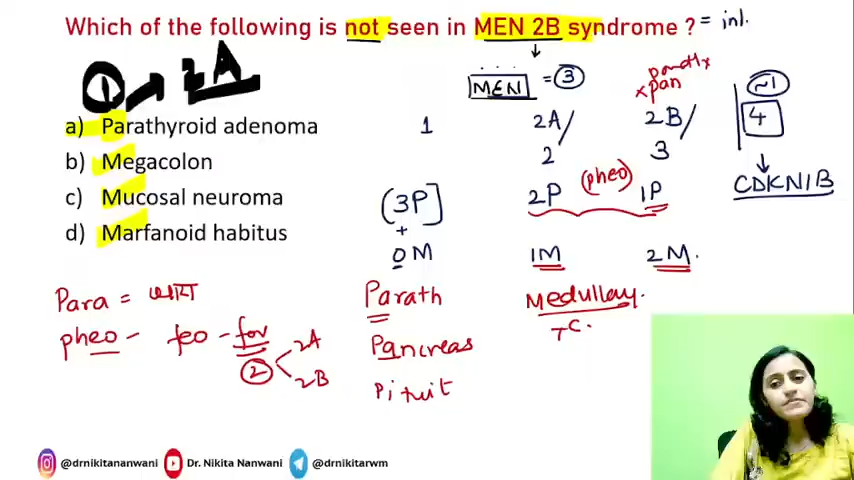 Which of the following is not seen in MEN 2B syndrome ? = inl.
① → 2A
a) Parathyroid adenoma
b) Megacolon
c) Mucosal neuroma
d) Marfanoid habitus
MEN = ③
x pan
~1
1 2A/ 2B/ 4
2 3
CDKN1B
(3P] 2P (pheo) 1P
+
0M 1M 2M.
Para =
pheo - feo - for
② 2A
2B
Parath
Pancreas
Pituit
Medullay.
TC.
@drnikitananwani Dr. Nikita Nanwani @drnikitarwm